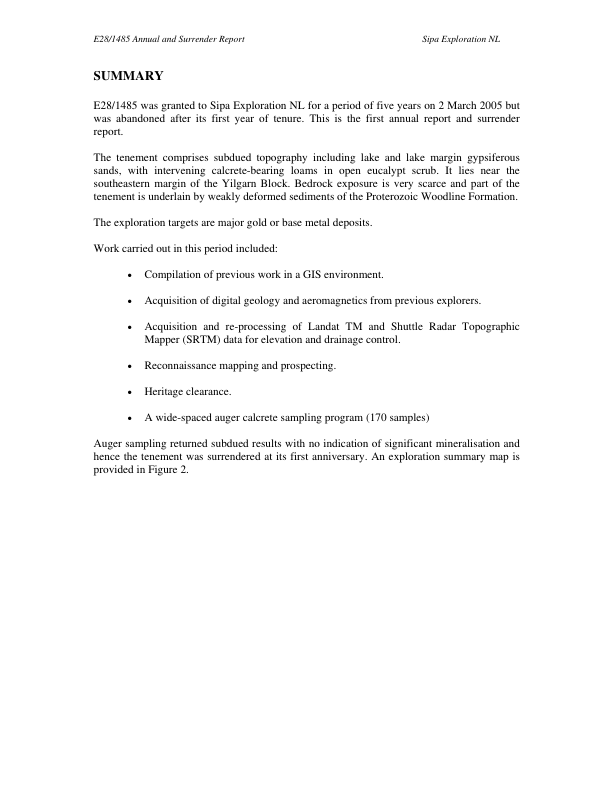 E28/1485 Annual and Surrender Report Sipa Exploration NL
SUMMARY
E28/1485 was granted to Sipa Exploration NL for a period of five years on 2 March 2005 but
was abandoned after its first year of tenure. This is the first annual report and surrender
report.
The tenement comprises subdued topography including lake and lake margin gypsiferous
sands, with intervening calcrete-bearing loams in open eucalypt scrub. It lies near the
southeastern margin of the Yilgarn Block. Bedrock exposure is very scarce and part of the
tenement is underlain by weakly deformed sediments of the Proterozoic Woodline Formation.
The exploration targets are major gold or base metal deposits.
Work carried out in this period included:
• Compilation of previous work in a GIS environment.
• Acquisition of digital geology and aeromagnetics from previous explorers.
• Acquisition and re-processing of Landat TM and Shuttle Radar Topographic
Mapper (SRTM) data for elevation and drainage control.
• Reconnaissance mapping and prospecting.
• Heritage clearance.
• A wide-spaced auger calcrete sampling program (170 samples)
Auger sampling returned subdued results with no indication of significant mineralisation and
hence the tenement was surrendered at its first anniversary. An exploration summary map is
provided in Figure 2.